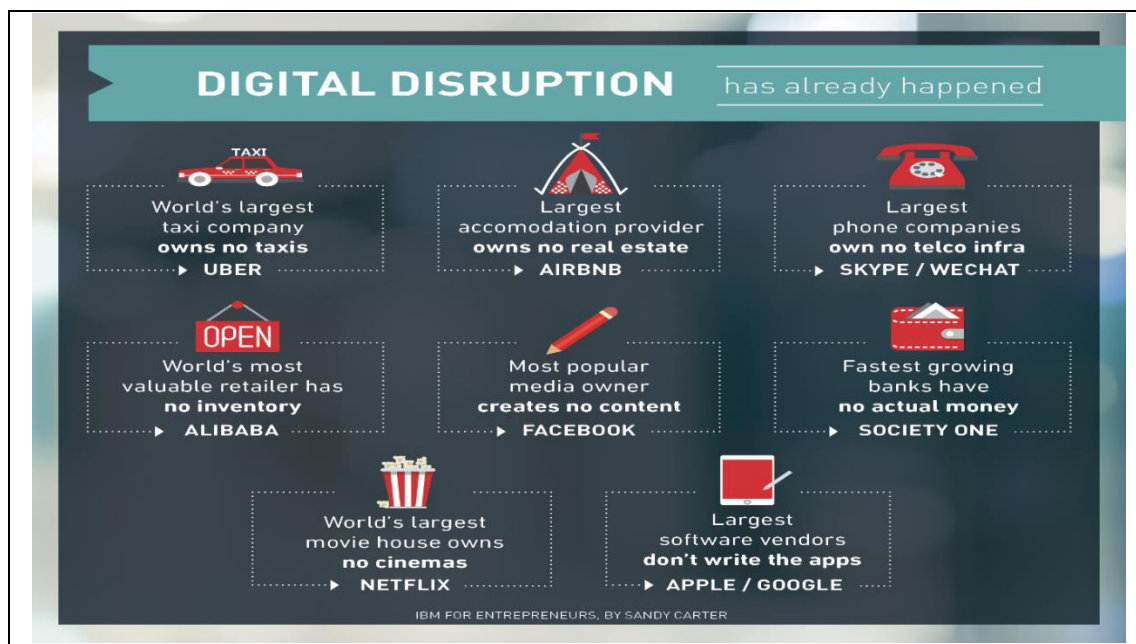 DIGITAL DISRUPTION has already happened
TAXI
World's largest
taxi company
owns no taxis
UBER
Largest
accomodation provider
owns no real estate
AIRBNB
Largest
phone companies
own no telco infra
SKYPE / WECHAT
OPEN
World's most
valuable retailer has
no inventory
ALIBABA
Most popular
media owner
creates no content
FACEBOOK
Fastest growing
banks have
no actual money
SOCIETY ONE
World's largest
movie house owns
no cinemas
NETFLIX
Largest
software vendors
don't write the apps
APPLE / GOOGLE
IBM FOR ENTREPRENEURS, BY SANDY CARTER